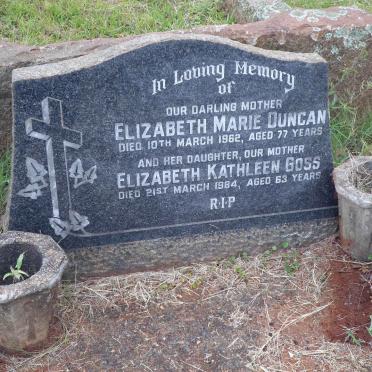 In Loving Memory
of
OUR DARLING MOTHER
ELIZABETH MARIE DUNCAN
DIED 10TH MARCH 1962, AGED 77 YEARS
AND HER DAUGHTER, OUR MOTHER
ELIZABETH KATHLEEN GOSS
DIED 21ST MARCH 1984, AGED 63 YEARS
R·I·P